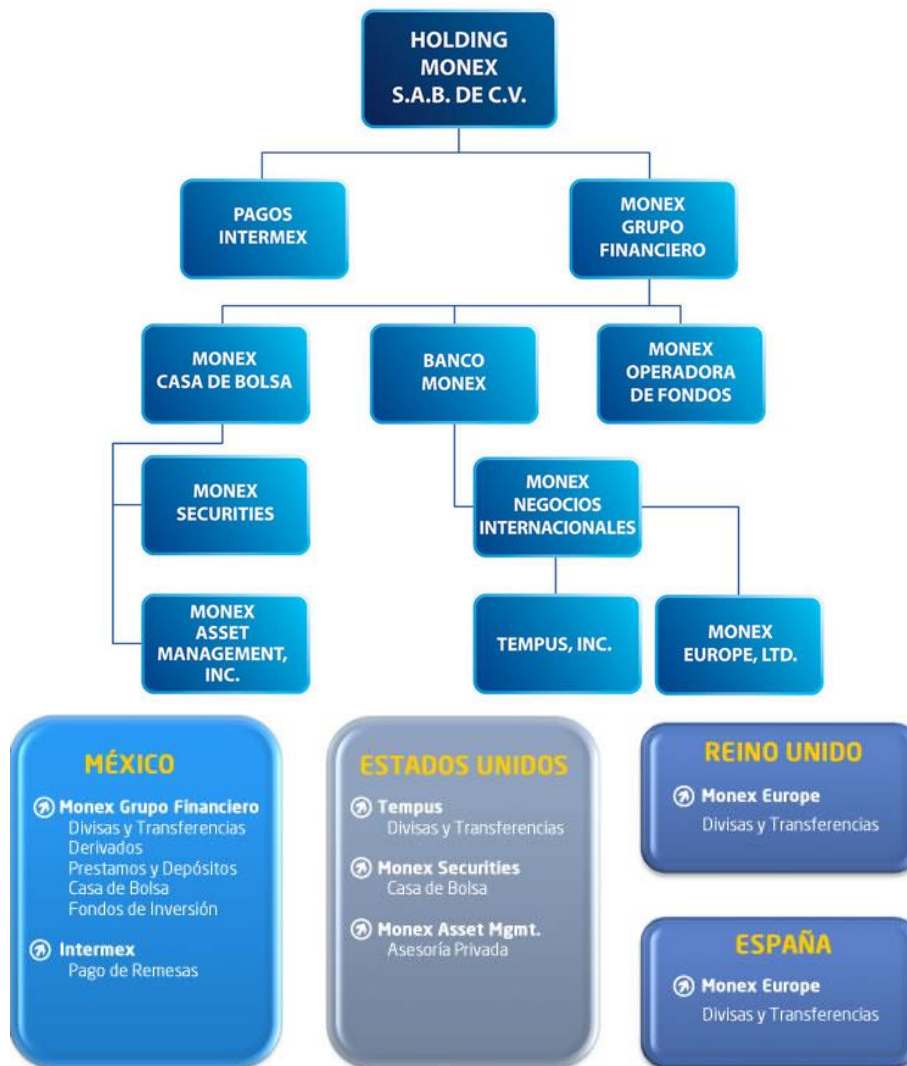 HOLDING
MONEX
S.A.B. DE C.V.
PAGOS
INTERMEX
MONEX
GRUPO
FINANCIERO
MONEX
CASA DE BOLSA
BANCO
MONEX
MONEX
OPERADORA
DE FONDOS
MONEX
SECURITIES
MONEX
NEGOCIOS
INTERNACIONALES
MONEX
ASSET
MANAGEMENT,
INC.
TEMPUS, INC.
MONEX
EUROPE, LTD.
MÉXICO
Monex Grupo Financiero
Divisas y Transferencias
Derivados
Prestamos y Depósitos
Casa de Bolsa
Fondos de Inversión
Intermex
Pago de Remesas
ESTADOS UNIDOS
Tempus
Divisas y Transferencias
Monex Securities
Casa de Bolsa
Monex Asset Mgmt.
Asesoría Privada
REINO UNIDO
Monex Europe
Divisas y Transferencias
ESPAÑA
Monex Europe
Divisas y Transferencias